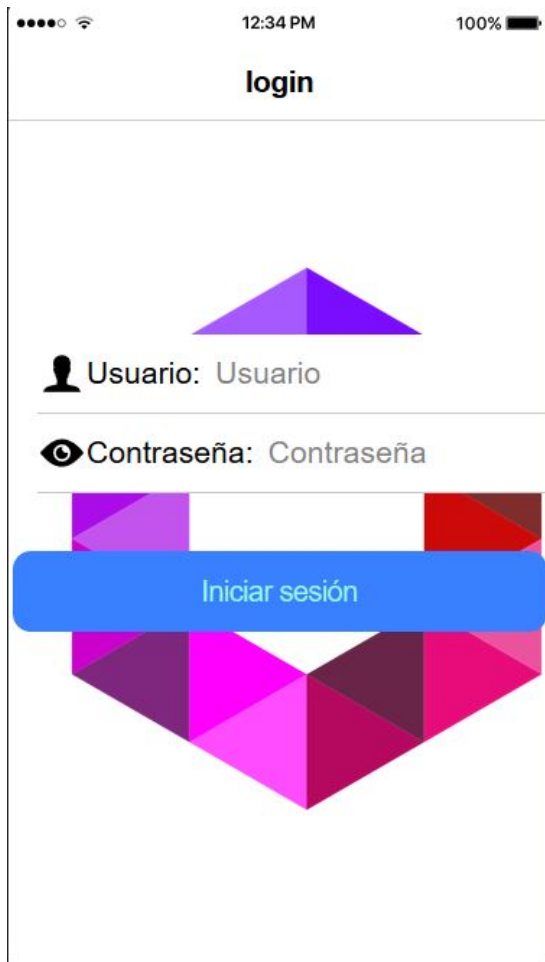 12:34 PM
100%
login
Usuario: Usuario
Contraseña: Contraseña
Iniciar sesión